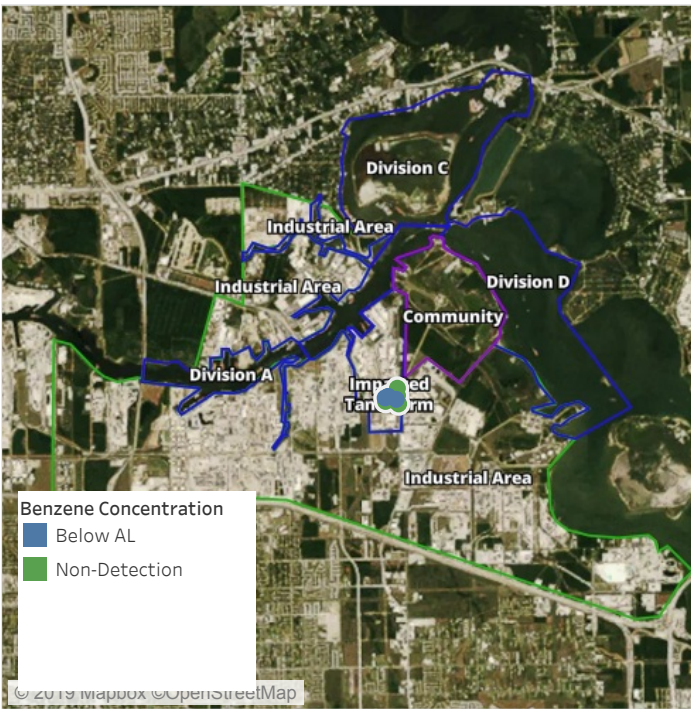 Division C
Industrial Area
Industrial Area
Division D
Community
Division A
Industrial Area
Benzene Concentration
Below AL
Non-Detection
© 2019 Mapbox ©OpenStreetMap